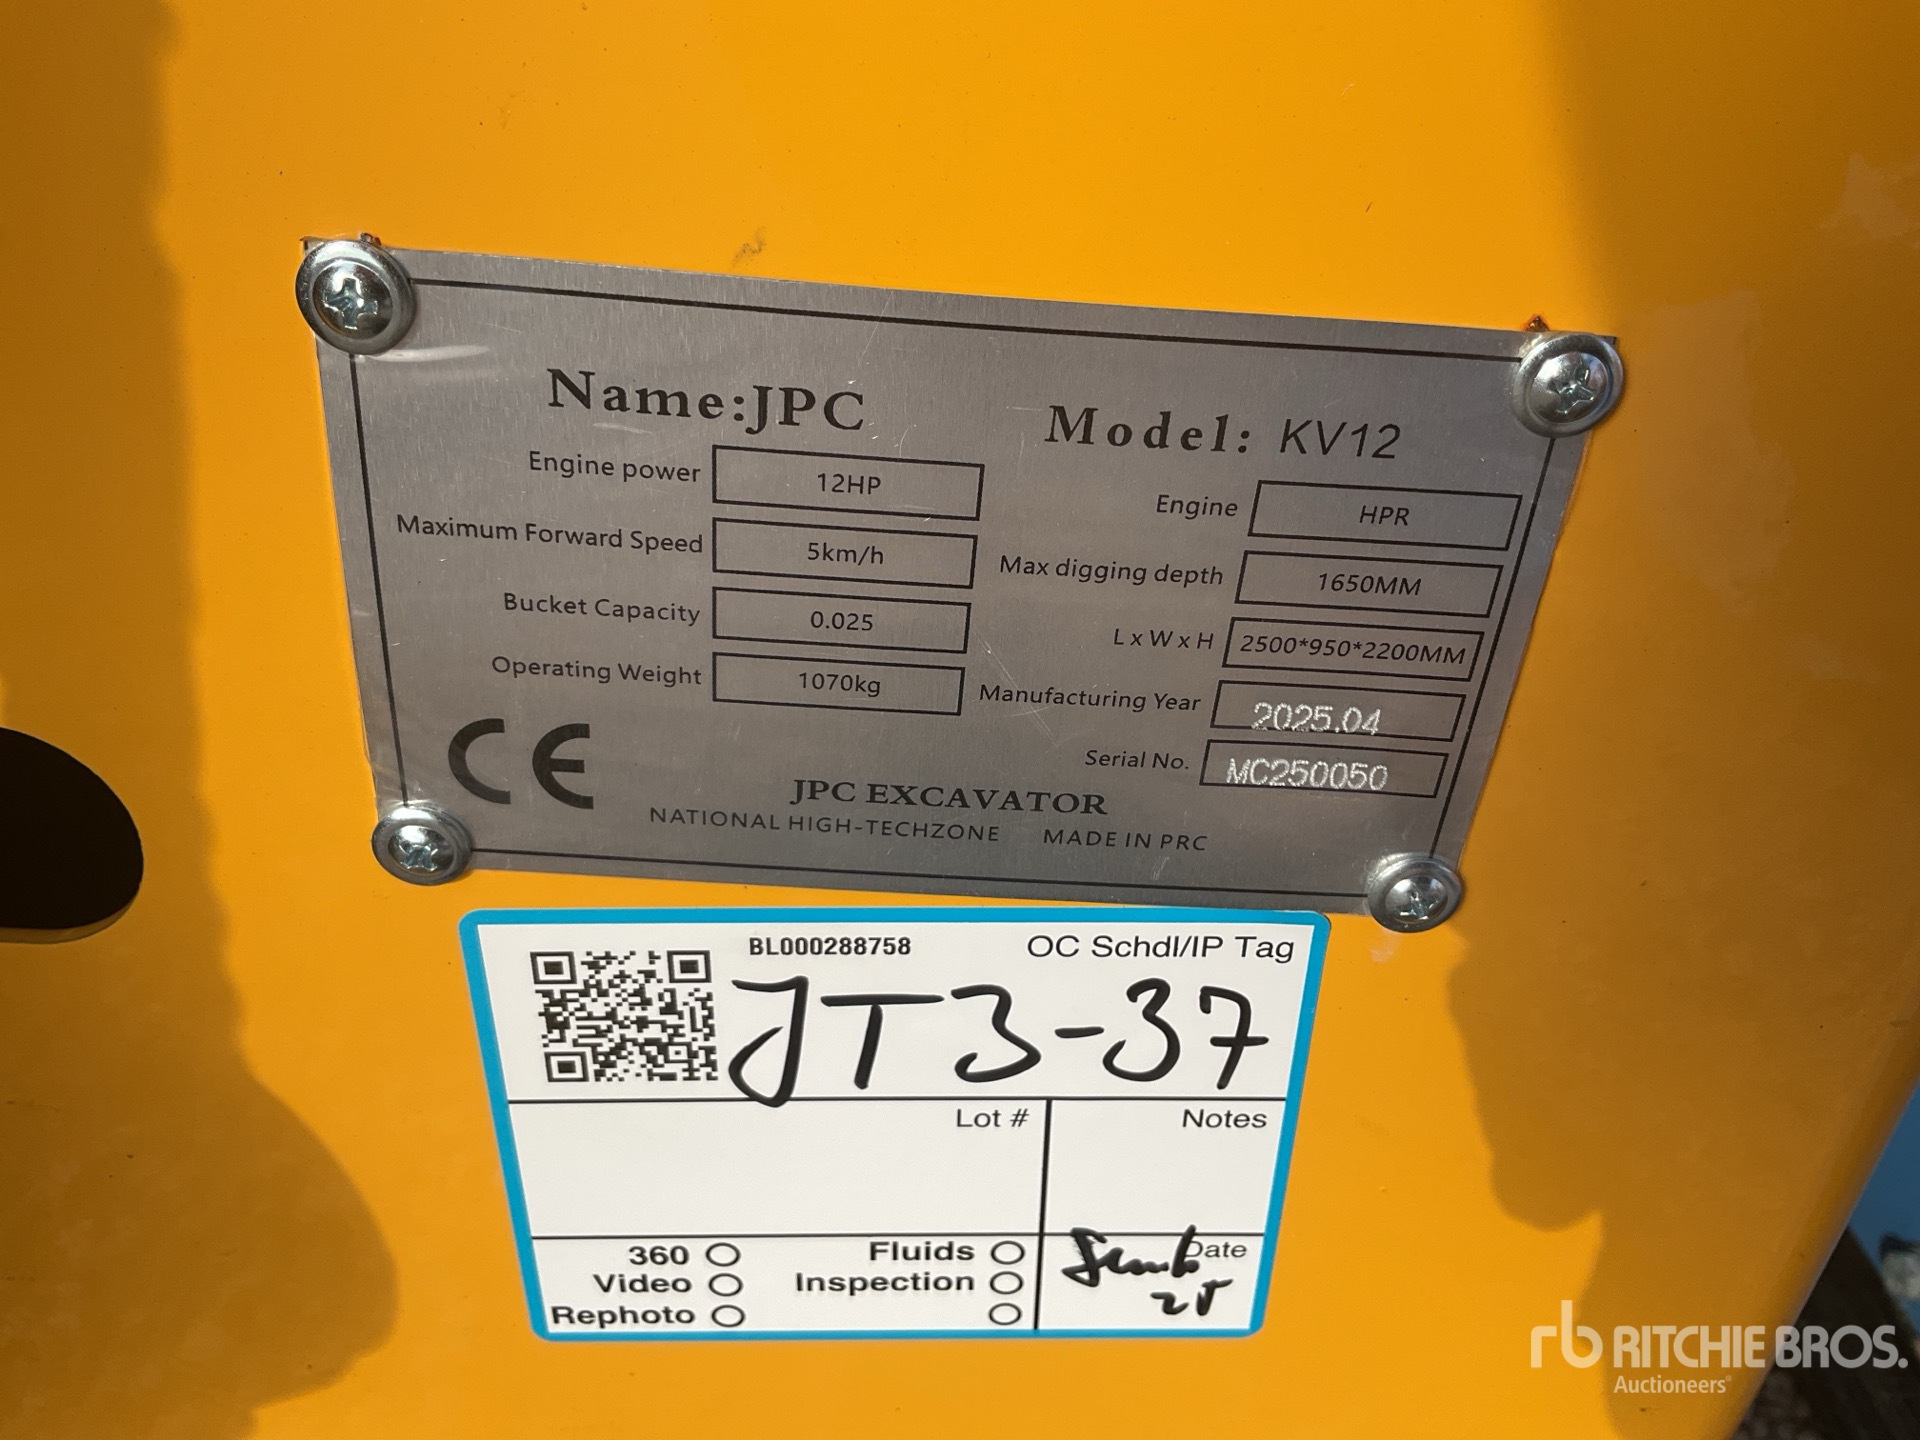 Name:JPC
Model: KV12
Engine power 12HP
Engine HPR
Maximum Forward Speed 5km/h
Max digging depth 1650MM
Bucket Capacity 0.025
L x W x H 2500*950*2200MM
Operating Weight 1070kg
Manufacturing Year 2025.04
Serial No. MC250050
CE
JPC EXCAVATOR
NATIONAL HIGH-TECHZONE MADE IN PRC
BL000288758 OC Schdl/IP Tag
JT3-37
Lot # Notes
360 Fluids Date
Video Inspection
25
Rephoto
rb RITCHIE BROS.
Auctioneers